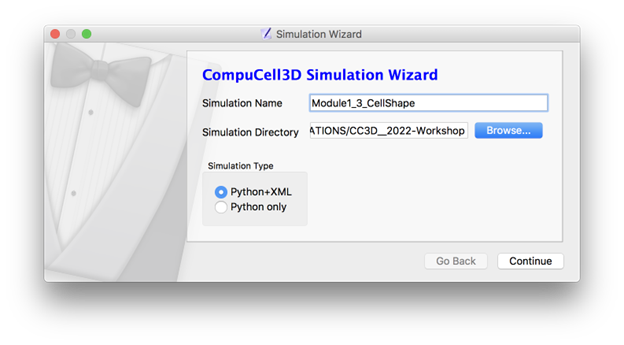 Simulation Wizard
CompuCell3D Simulation Wizard
Simulation Name Module1_3_CellShape
Simulation Directory ATIONS/CC3D__2022-Workshop Browse...
Simulation Type
Python+XML
Python only
Go Back Continue